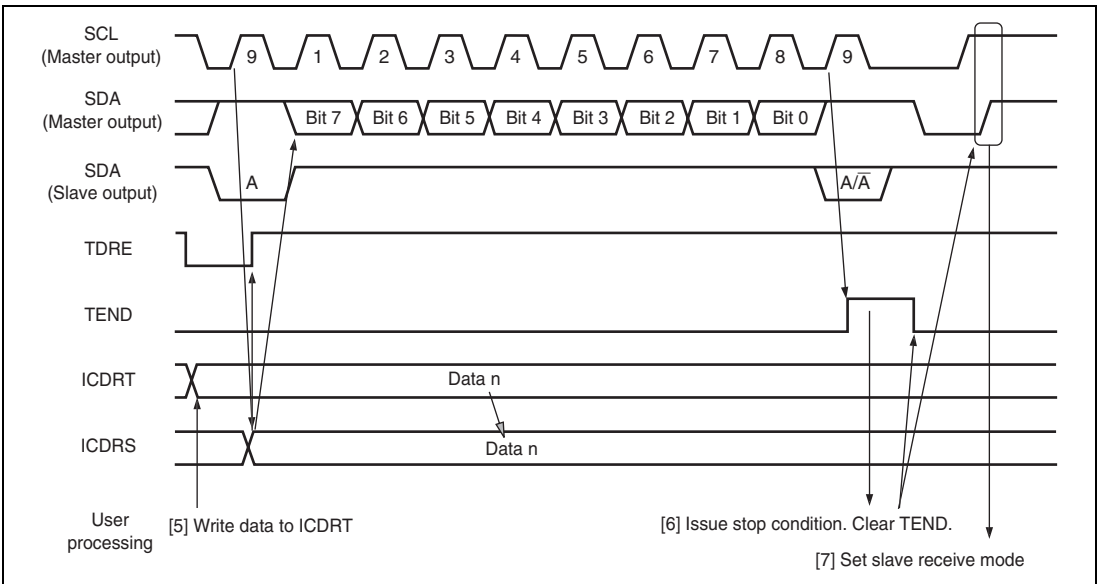 SCL
(Master output)
9 1 2 3 4 5 6 7 8 9
SDA
(Master output)
Bit 7 Bit 6 Bit 5 Bit 4 Bit 3 Bit 2 Bit 1 Bit 0
SDA
(Slave output)
A A/A̅
TDRE
TEND
ICDRT
Data n
ICDRS
Data n
User
processing
[5] Write data to ICDRT
[6] Issue stop condition. Clear TEND.
[7] Set slave receive mode